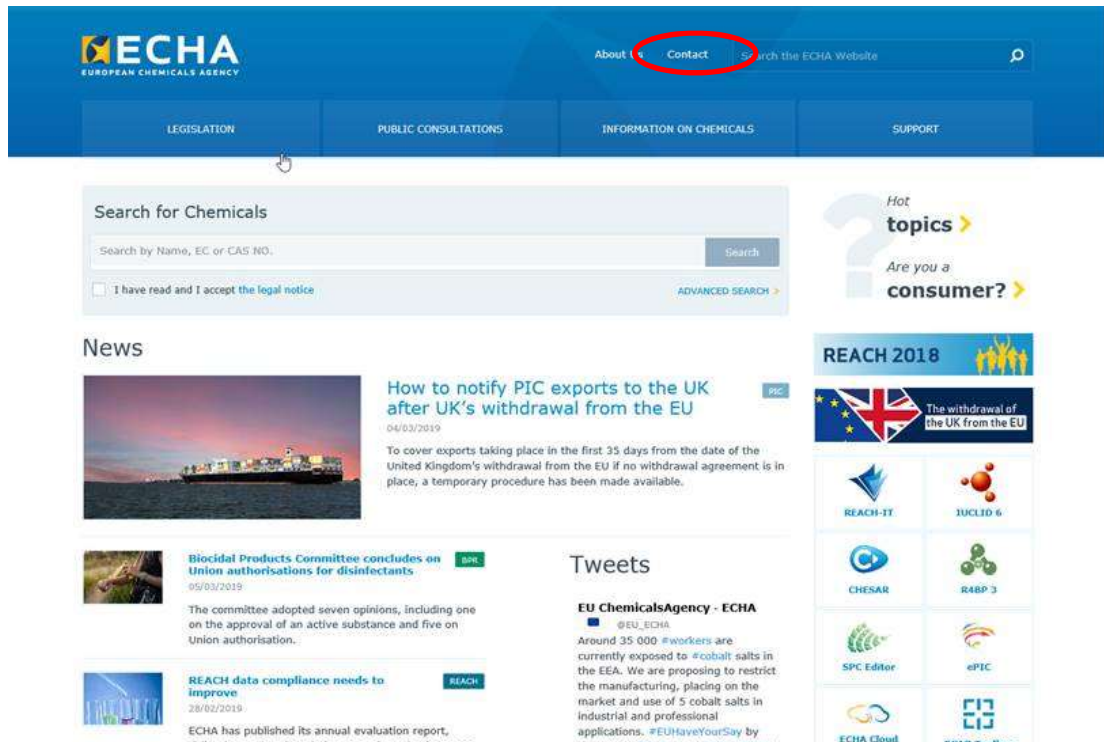 ECHA
EUROPEAN CHEMICALS AGENCY
About Us
Contact
Search the ECHA Website
LEGISLATION
PUBLIC CONSULTATIONS
INFORMATION ON CHEMICALS
SUPPORT
Search for Chemicals
Search by Name, EC or CAS NO.
Search
I have read and I accept the legal notice
ADVANCED SEARCH >
Hot
topics >
Are you a
consumer? >
News
How to notify PIC exports to the UK
after UK's withdrawal from the EU
PIC
04/03/2019
To cover exports taking place in the first 35 days from the date of the
United Kingdom's withdrawal from the EU if no withdrawal agreement is in
place, a temporary procedure has been made available.
Biocidal Products Committee concludes on
Union authorisations for disinfectants
BPR
05/03/2019
The committee adopted seven opinions, including one
on the approval of an active substance and five on
Union authorisation.
REACH data compliance needs to
improve
REACH
28/02/2019
ECHA has published its annual evaluation report,
Tweets
EU ChemicalsAgency - ECHA
@EU_ECHA
Around 35 000 #workers are
currently exposed to #cobalt salts in
the EEA. We are proposing to restrict
the manufacturing, placing on the
market and use of 5 cobalt salts in
industrial and professional
applications. #EUHaveYourSay by
REACH 2018
The withdrawal of
the UK from the EU
REACH-IT
IUCLID 6
CHESAR
R4BP 3
SPC Editor
ePIC
ECHA Cloud